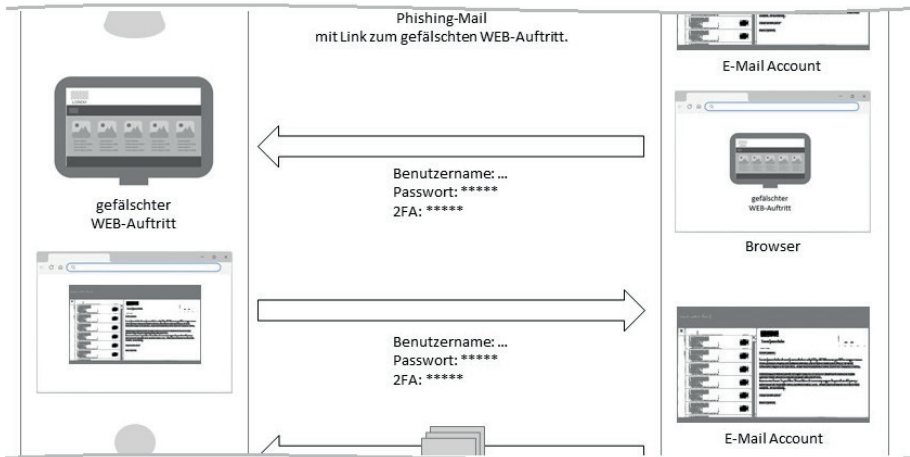 Phishing-Mail
mit Link zum gefälschten WEB-Auftritt.
E-Mail Account
Benutzername: ...
Passwort: *****
2FA: *****
gefälschter
WEB-Auftritt
gefälschter
WEB-Auftritt
Browser
Benutzername: ...
Passwort: *****
2FA: *****
E-Mail Account